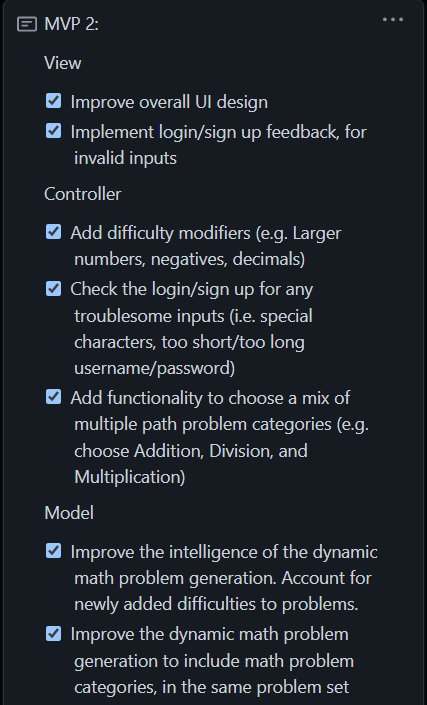 MVP 2:
View
Improve overall UI design
Implement login/sign up feedback, for
invalid inputs
Controller
Add difficulty modifiers (e.g. Larger
numbers, negatives, decimals)
Check the login/sign up for any
troublesome inputs (i.e. special
characters, too short/too long
username/password)
Add functionality to choose a mix of
multiple path problem categories (e.g.
choose Addition, Division, and
Multiplication)
Model
Improve the intelligence of the dynamic
math problem generation. Account for
newly added difficulties to problems.
Improve the dynamic math problem
generation to include math problem
categories, in the same problem set